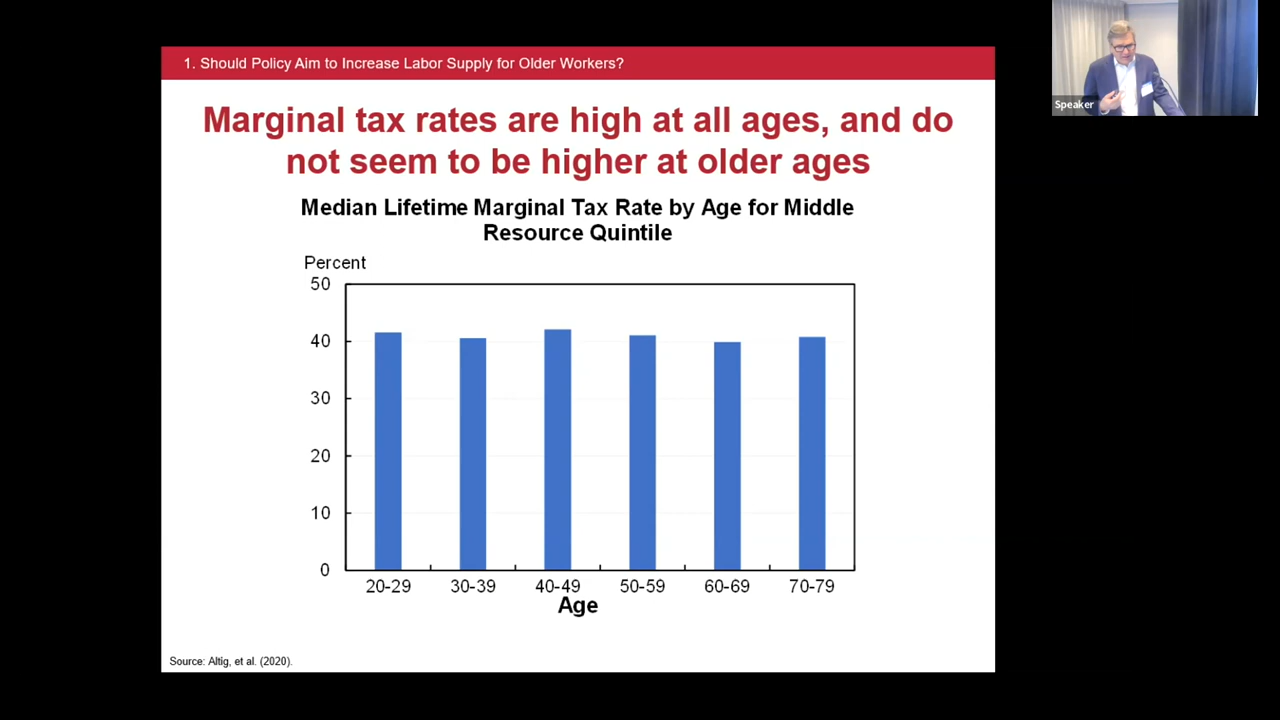 1. Should Policy Aim to Increase Labor Supply for Older Workers?
Marginal tax rates are high at all ages, and do
not seem to be higher at older ages
Median Lifetime Marginal Tax Rate by Age for Middle
Resource Quintile
Percent
50
40
30
20
10
0
20-29 30-39 40-49 50-59 60-69 70-79
Age
Source: Altig, et al. (2020).
Speaker